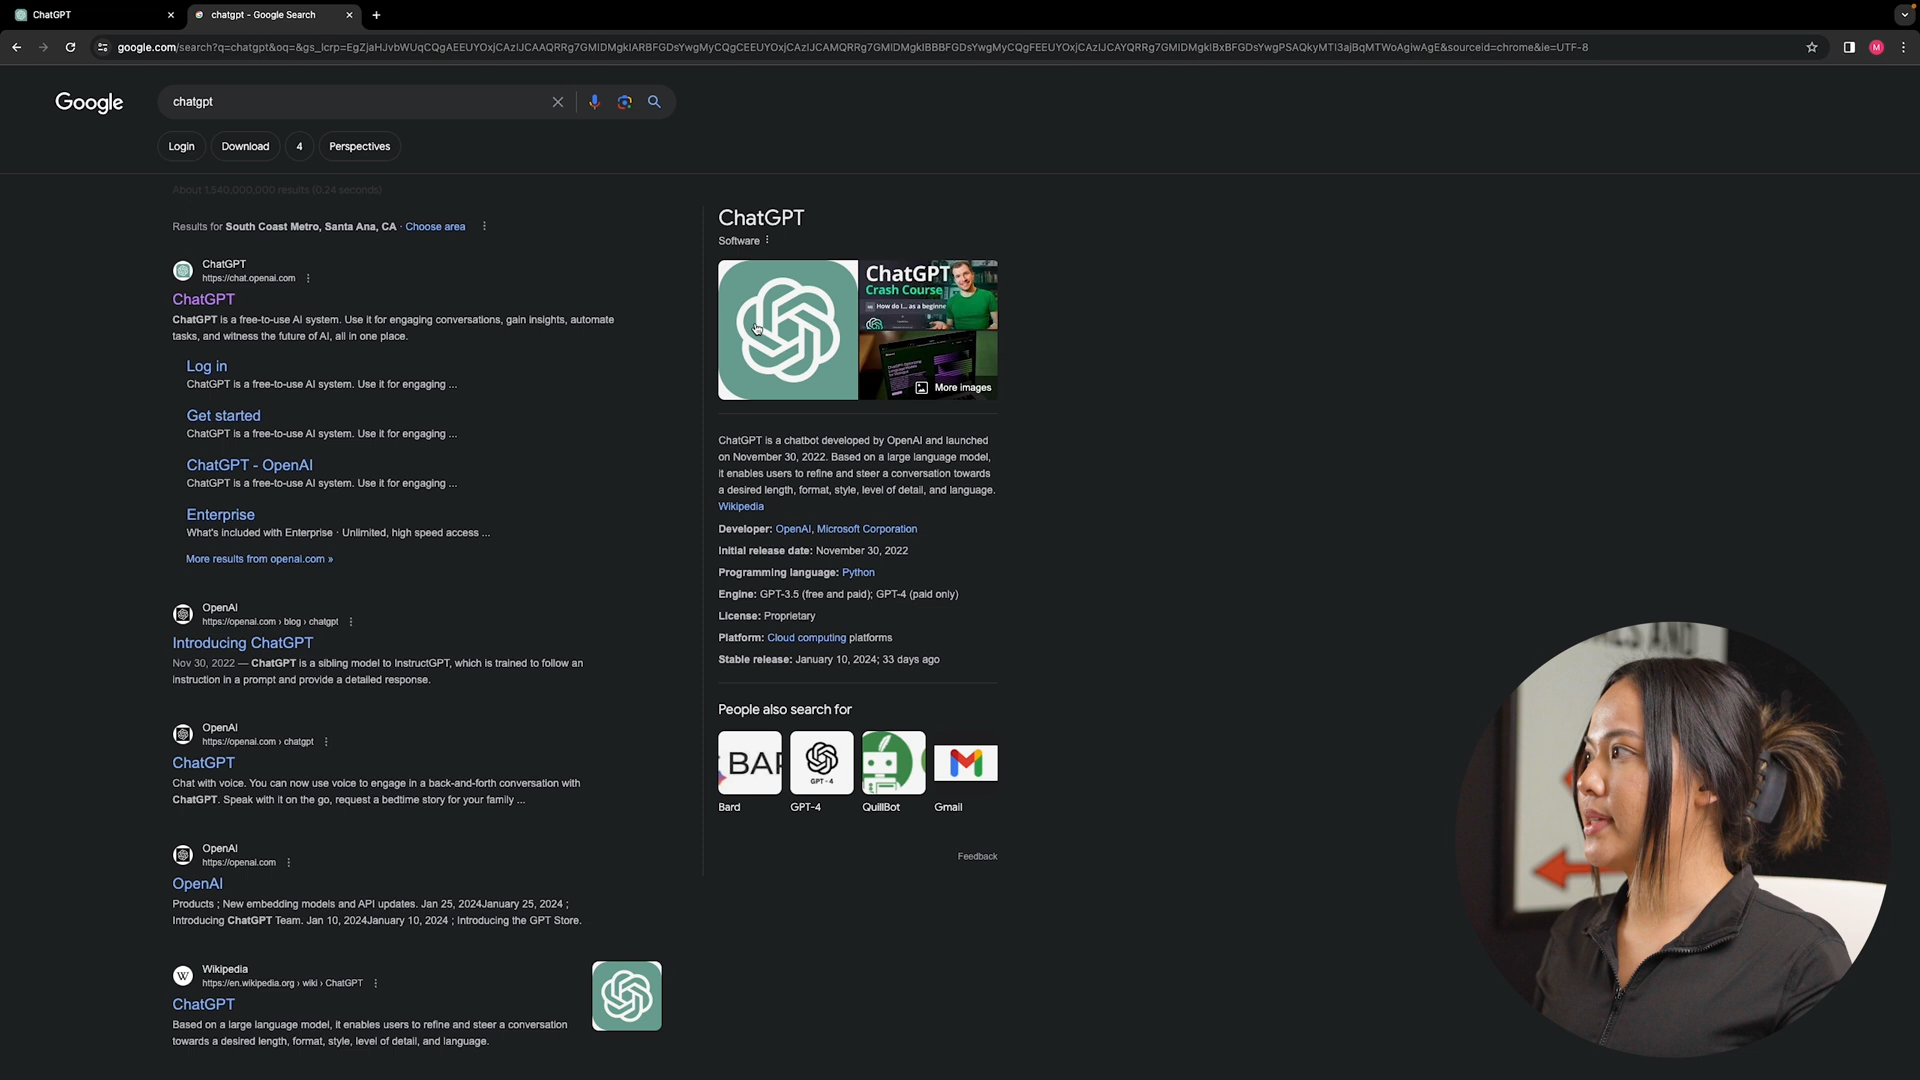 ChatGPT
chatgpt - Google Search
google.com/search?q=chatgpt&oq=&gs_lcrp=
Google
chatgpt
Login
Download
4
Perspectives
About 1,540,000,000 results (0.24 seconds)
Results for South Coast Metro, Santa Ana, CA · Choose area
ChatGPT
https://chat.openai.com
ChatGPT
ChatGPT is a free-to-use AI system. Use it for engaging conversations, gain insights, automate
tasks, and witness the future of AI, all in one place.
Log in
ChatGPT is a free-to-use AI system. Use it for engaging ...
Get started
ChatGPT is a free-to-use AI system. Use it for engaging ...
ChatGPT - OpenAI
ChatGPT is a free-to-use AI system. Use it for engaging ...
Enterprise
What's included with Enterprise · Unlimited, high speed access ...
More results from openai.com »
OpenAI
https://openai.com › blog › chatgpt
Introducing ChatGPT
Nov 30, 2022 — ChatGPT is a sibling model to InstructGPT, which is trained to follow an
instruction in a prompt and provide a detailed response.
OpenAI
https://openai.com › chatgpt
ChatGPT
Chat with voice. You can now use voice to engage in a back-and-forth conversation with
ChatGPT. Speak with it on the go, request a bedtime story for your family ...
OpenAI
https://openai.com
OpenAI
Products ; New embedding models and API updates. Jan 25, 2024January 25, 2024 ;
Introducing ChatGPT Team. Jan 10, 2024January 10, 2024 ; Introducing the GPT Store.
Wikipedia
https://en.wikipedia.org › wiki › ChatGPT
ChatGPT
Based on a large language model, it enables users to refine and steer a conversation
towards a desired length, format, style, level of detail, and language.
ChatGPT
Software
ChatGPT
Crash Course
How do I... as a beginne
More images
ChatGPT is a chatbot developed by OpenAI and launched
on November 30, 2022. Based on a large language model,
it enables users to refine and steer a conversation towards
a desired length, format, style, level of detail, and language.
Wikipedia
Developer: OpenAI, Microsoft Corporation
Initial release date: November 30, 2022
Programming language: Python
Engine: GPT-3.5 (free and paid); GPT-4 (paid only)
License: Proprietary
Platform: Cloud computing platforms
Stable release: January 10, 2024; 33 days ago
People also search for
BAR
GPT - 4
Bard
GPT-4
QuillBot
Gmail
Feedback
M
W